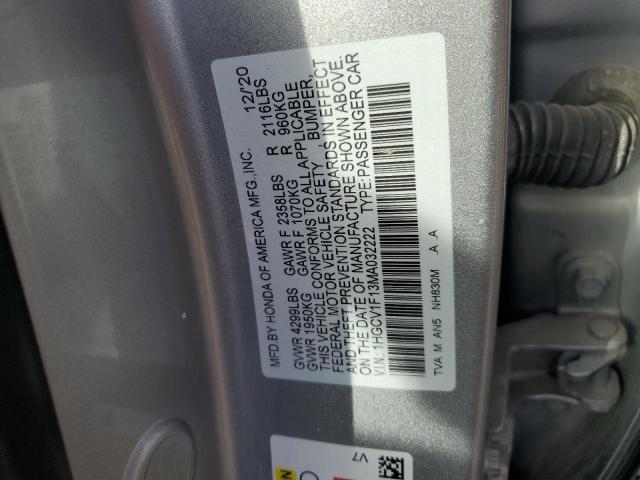 MFD.BY HONDA OF AMERICA MFG.,INC. 12/'20
GVWR 4299LBS GAWR F 2358LBS R 2116LBS
GVWR 1950KG GAWR F 1070KG R 960KG
THIS VEHICLE CONFORMS TO ALL APPLICABLE
FEDERAL MOTOR VEHICLE SAFETY, BUMPER,
AND THEFT PREVENTION STANDARDS IN EFFECT
ON THE DATE OF MANUFACTURE SHOWN ABOVE.
V.I.N.:1HGCV1F13MA032222 TYPE:PASSENGER CAR
TVA M AN5 NH830M A .A
V7